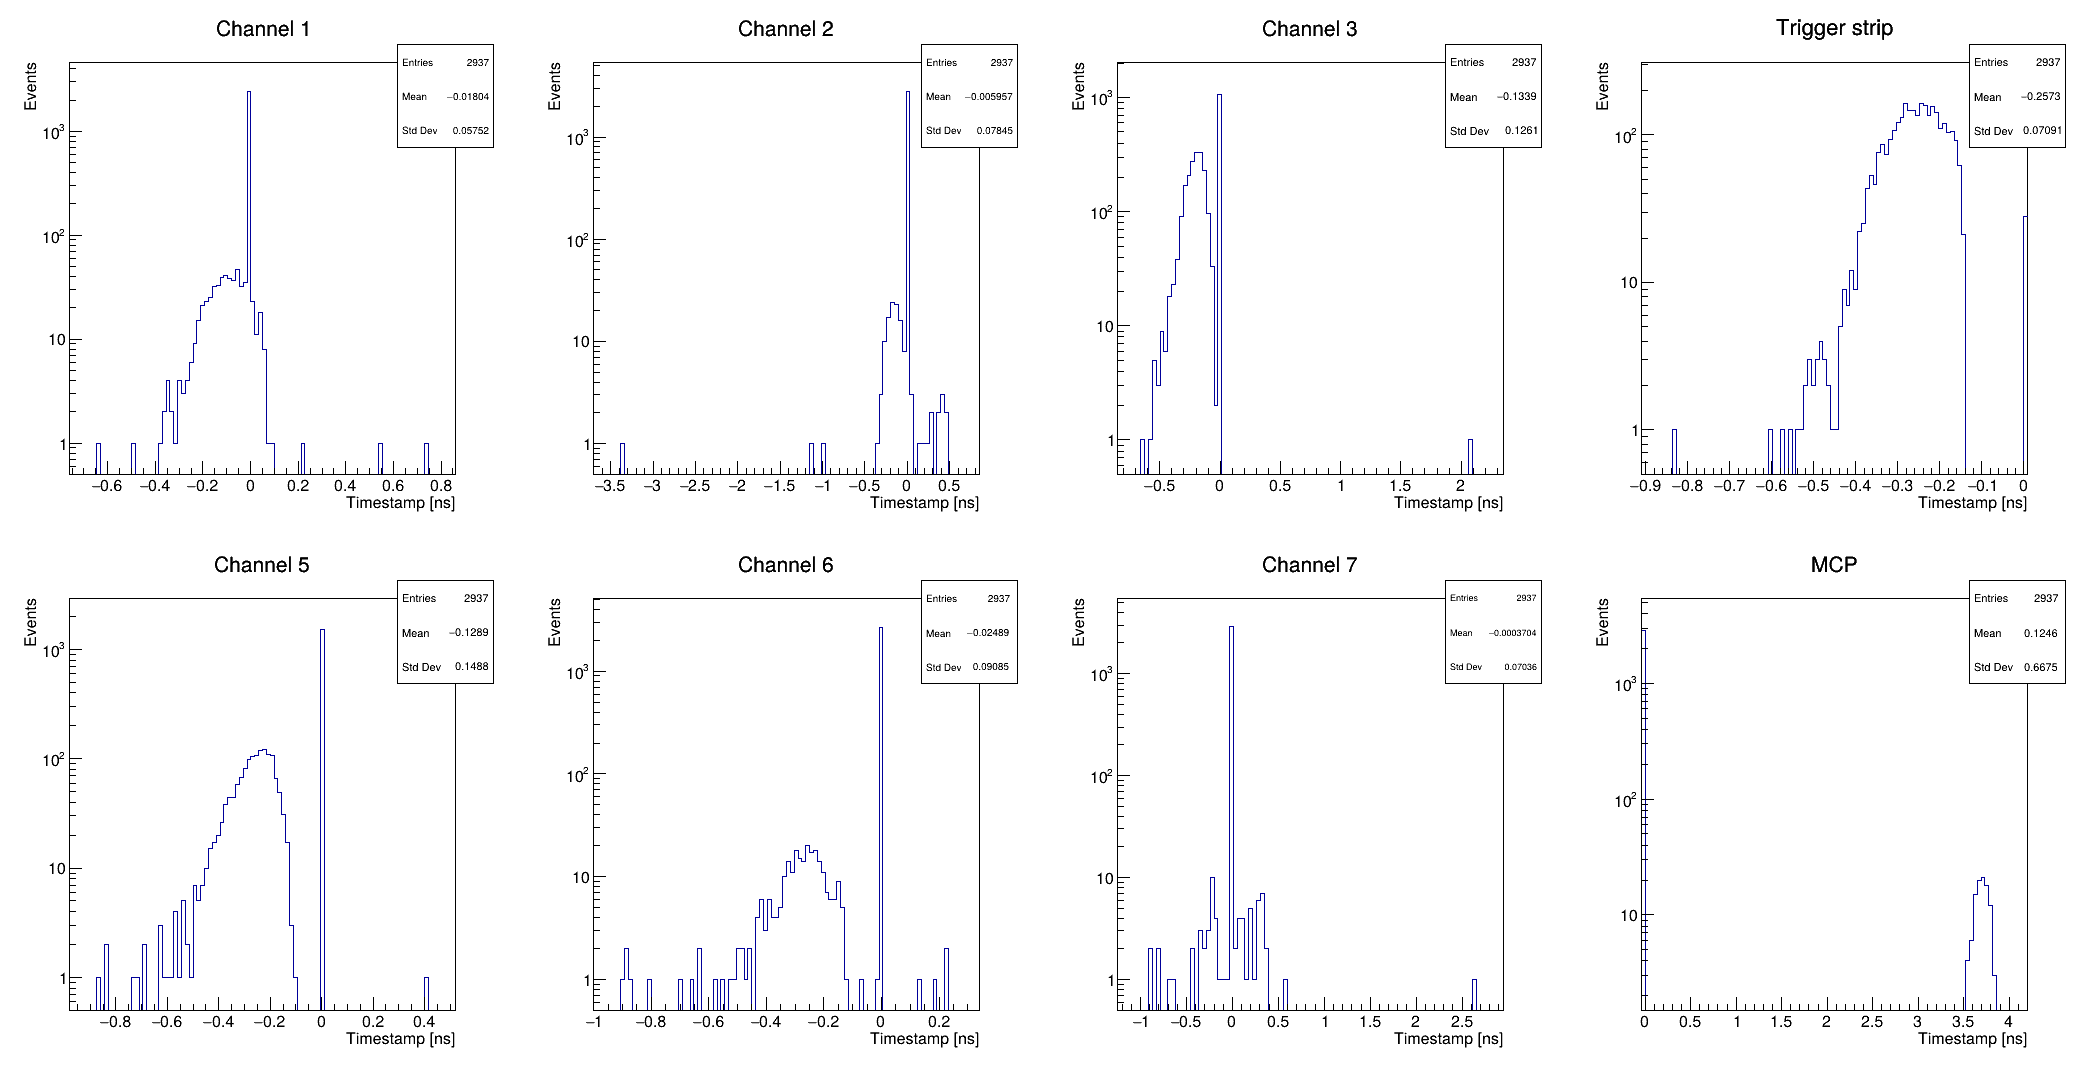 Channel 1
Events
Entries 2937
Mean −0.01804
Std Dev 0.05752
10³
10²
10
1
−0.6 −0.4 −0.2 0 0.2 0.4 0.6 0.8
Timestamp [ns]
Channel 2
Events
Entries 2937
Mean −0.005957
Std Dev 0.07845
10³
10²
10
1
−3.5 −3 −2.5 −2 −1.5 −1 −0.5 0 0.5
Timestamp [ns]
Channel 3
Events
Entries 2937
Mean −0.1339
Std Dev 0.1261
10³
10²
10
1
−0.5 0 0.5 1 1.5 2
Timestamp [ns]
Trigger strip
Events
Entries 2937
Mean −0.2573
Std Dev 0.07091
10²
10
1
−0.9 −0.8 −0.7 −0.6 −0.5 −0.4 −0.3 −0.2 −0.1 0
Timestamp [ns]
Channel 5
Events
Entries 2937
Mean −0.1289
Std Dev 0.1488
10³
10²
10
1
−0.8 −0.6 −0.4 −0.2 0 0.2 0.4
Timestamp [ns]
Channel 6
Events
Entries 2937
Mean −0.02489
Std Dev 0.09085
10³
10²
10
1
−1 −0.8 −0.6 −0.4 −0.2 0 0.2
Timestamp [ns]
Channel 7
Events
Entries 2937
Mean −0.0003704
Std Dev 0.07036
10³
10²
10
1
−1 −0.5 0 0.5 1 1.5 2 2.5
Timestamp [ns]
MCP
Events
Entries 2937
Mean 0.1246
Std Dev 0.6675
10³
10²
10
0 0.5 1 1.5 2 2.5 3 3.5 4
Timestamp [ns]